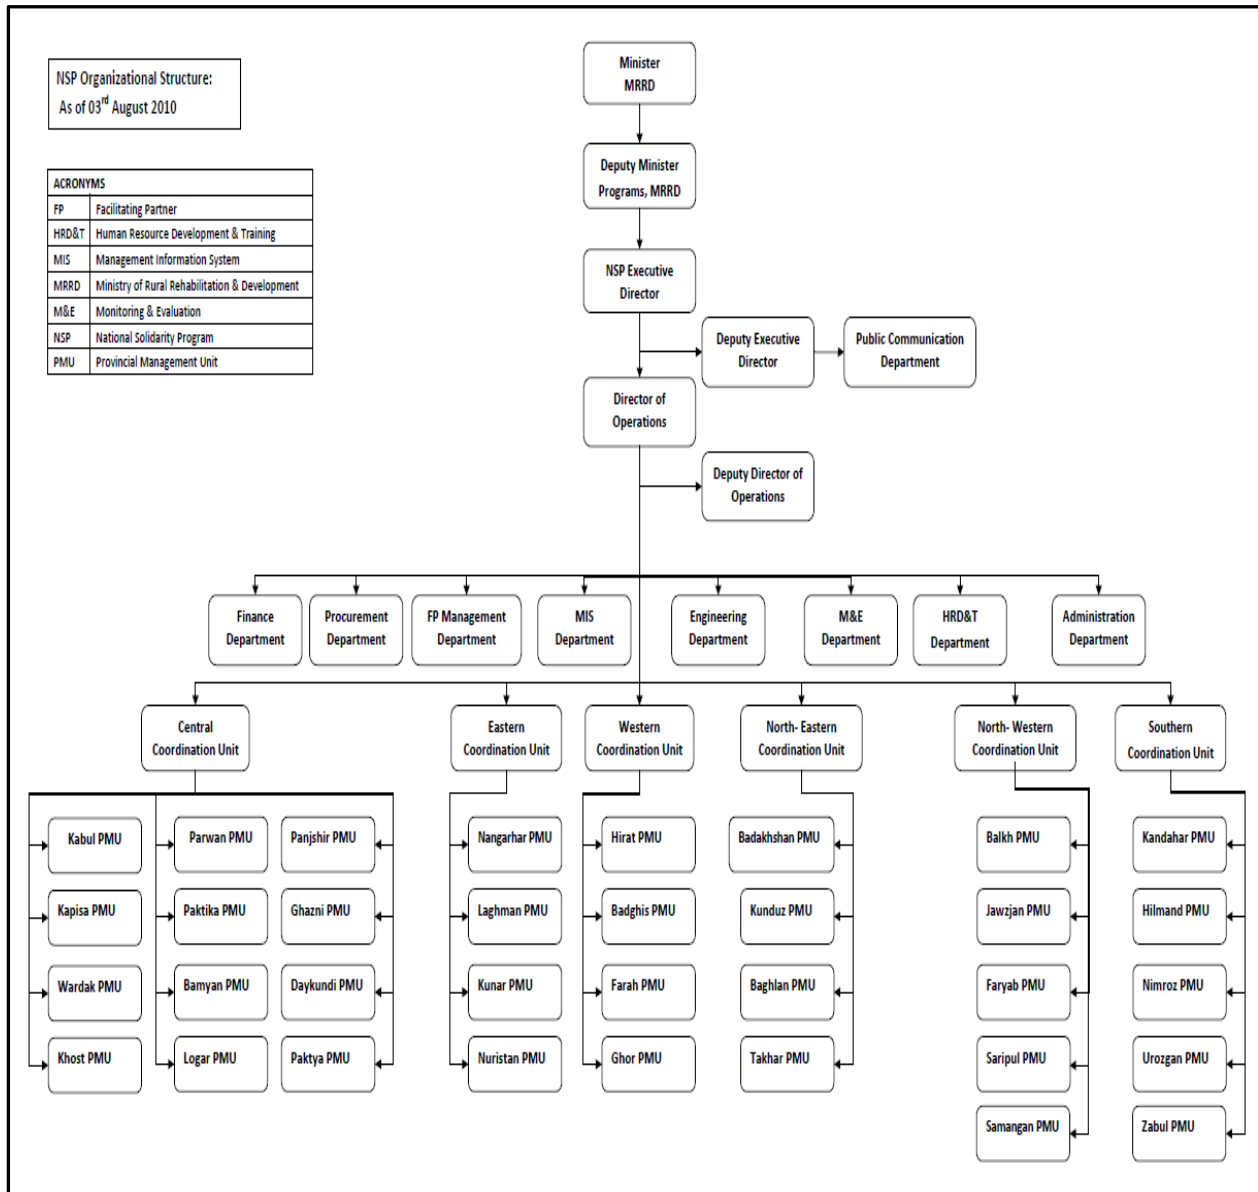 NSP Organizational Structure:
As of 03rd August 2010
ACRONYMS
FP Facilitating Partner
HRD&T Human Resource Development & Training
MIS Management Information System
MRRD Ministry of Rural Rehabilitation & Development
M&E Monitoring & Evaluation
NSP National Solidarity Program
PMU Provincial Management Unit
Minister
MRRD
Deputy Minister
Programs, MRRD
NSP Executive
Director
Deputy Executive
Director
Public Communication
Department
Director of
Operations
Deputy Director of
Operations
Finance
Department
Procurement
Department
FP Management
Department
MIS
Department
Engineering
Department
M&E
Department
HRD&T
Department
Administration
Department
Central
Coordination Unit
Eastern
Coordination Unit
Western
Coordination Unit
North- Eastern
Coordination Unit
North- Western
Coordination Unit
Southern
Coordination Unit
Kabul PMU
Kapisa PMU
Wardak PMU
Khost PMU
Parwan PMU
Paktika PMU
Bamyan PMU
Logar PMU
Panjshir PMU
Ghazni PMU
Daykundi PMU
Paktya PMU
Nangarhar PMU
Laghman PMU
Kunar PMU
Nuristan PMU
Hirat PMU
Badghis PMU
Farah PMU
Ghor PMU
Badakhshan PMU
Kunduz PMU
Baghlan PMU
Takhar PMU
Balkh PMU
Jawzjan PMU
Faryab PMU
Saripul PMU
Samangan PMU
Kandahar PMU
Hilmand PMU
Nimroz PMU
Urozgan PMU
Zabul PMU